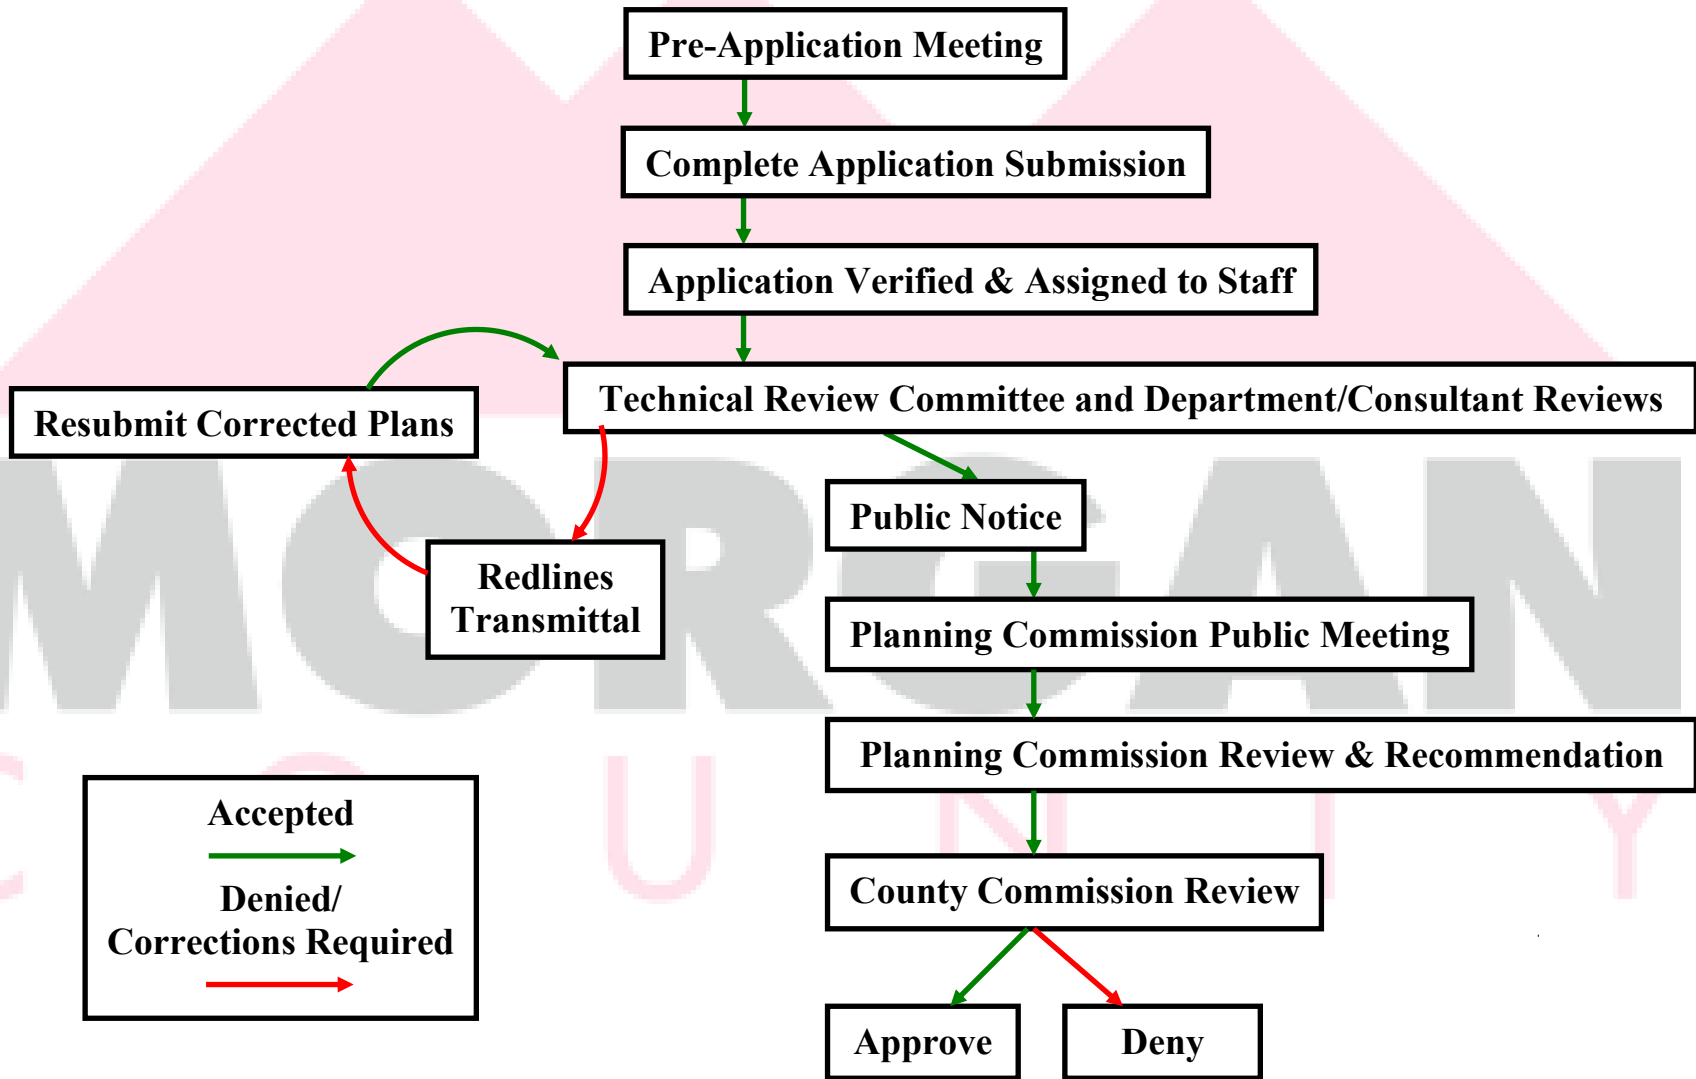 Pre-Application Meeting
Complete Application Submission
Application Verified & Assigned to Staff
Technical Review Committee and Department/Consultant Reviews
Resubmit Corrected Plans
Public Notice
Redlines
Transmittal
Planning Commission Public Meeting
Planning Commission Review & Recommendation
Accepted
Denied/
Corrections Required
County Commission Review
Approve
Deny
MORGAN
COUNTY